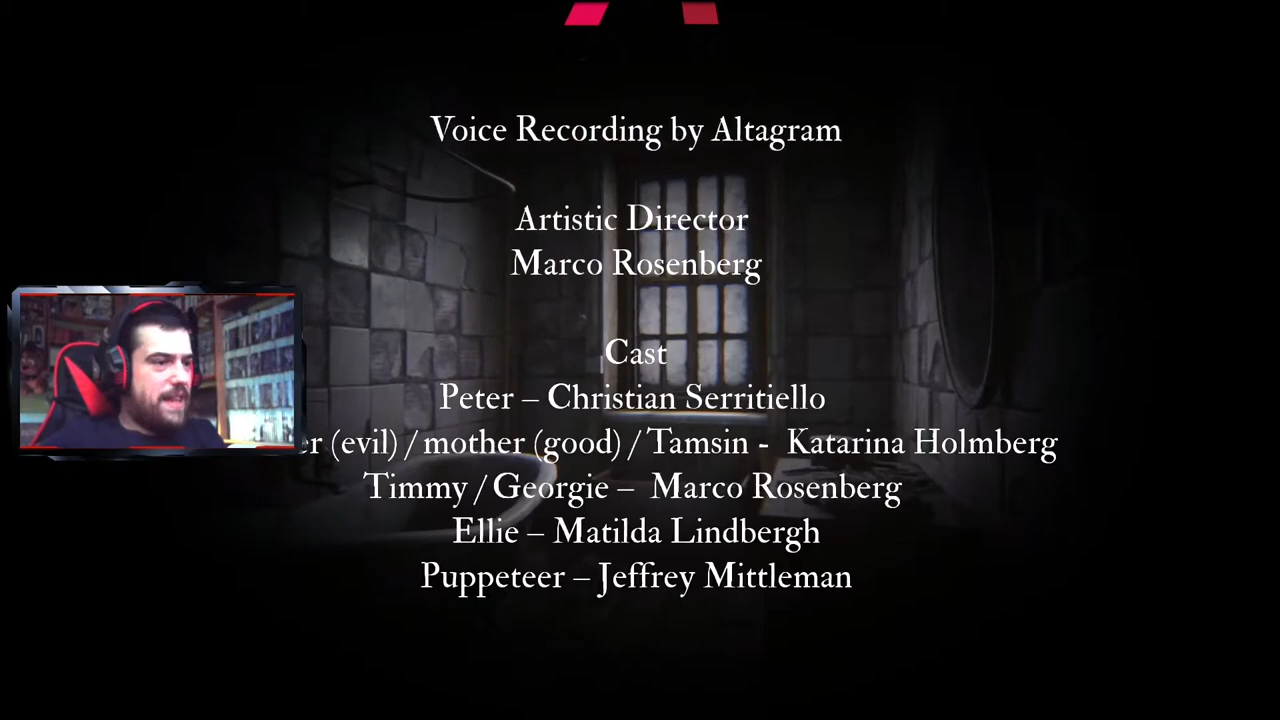 Voice Recording by Altagram
Artistic Director
Marco Rosenberg
Cast
Peter – Christian Serritiello
(evil) / mother (good) / Tamsin - Katarina Holmberg
Timmy / Georgie – Marco Rosenberg
Ellie – Matilda Lindbergh
Puppeteer – Jeffrey Mittleman